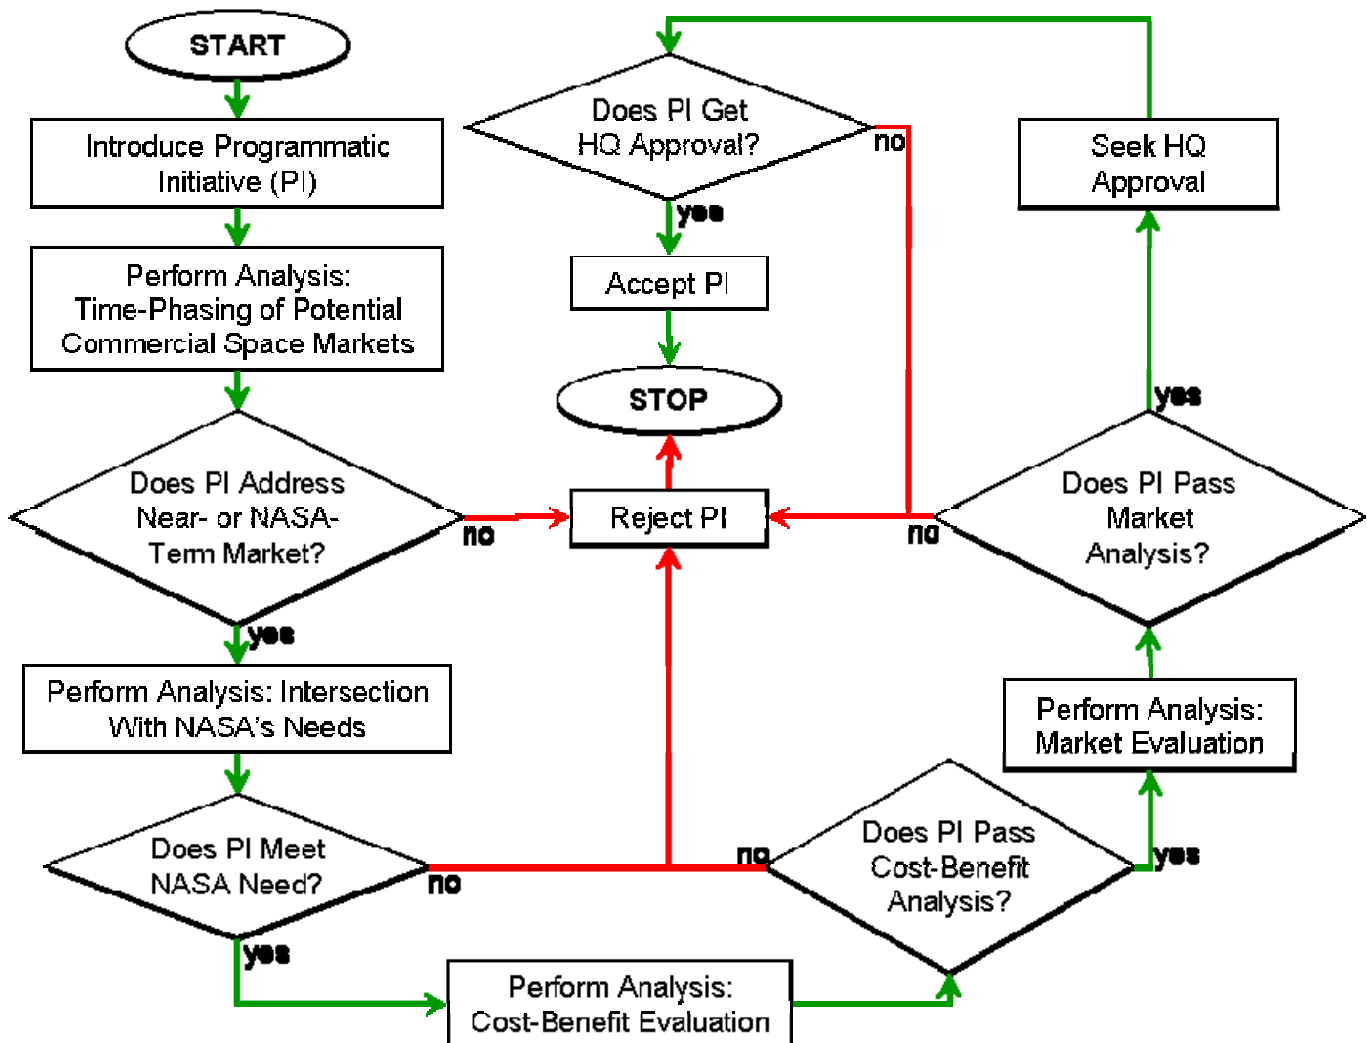 START
Introduce Programmatic
Initiative (PI)
Perform Analysis:
Time-Phasing of Potential
Commercial Space Markets
Does PI Address
Near- or NASA-
Term Market?
no
yes
Perform Analysis: Intersection
With NASA's Needs
Does PI Meet
NASA Need?
no
yes
Perform Analysis:
Cost-Benefit Evaluation
Does PI Pass
Cost-Benefit
Analysis?
no
yes
Perform Analysis:
Market Evaluation
Does PI Pass
Market
Analysis?
no
yes
Seek HQ
Approval
Does PI Get
HQ Approval?
no
yes
Accept PI
STOP
Reject PI